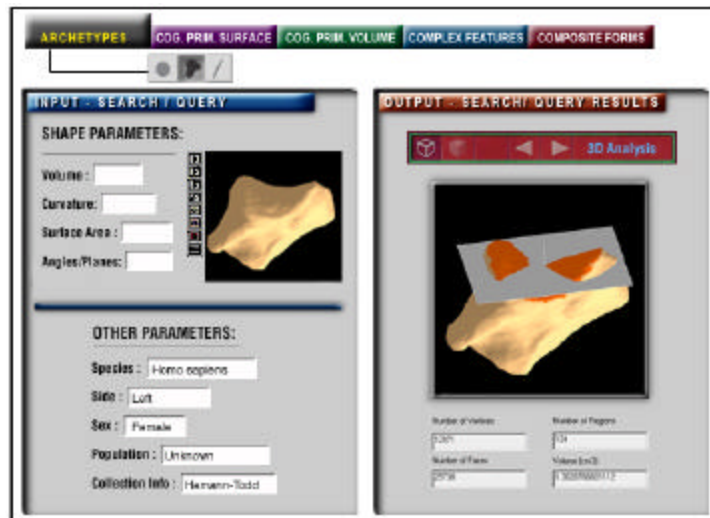 ARCHETYPES COG. PRIM. SURFACE COG. PRIM. VOLUME COMPLEX FEATURES COMPOSITE FORMS
INPUT - SEARCH / QUERY
SHAPE PARAMETERS:
Volume :
Curvature:
Surface Area :
Angles/Planes:
OTHER PARAMETERS:
Species : Homo sapiens
Side : Left
Sex : Female
Population : Unknown
Collection Info : Hamann-Todd
OUTPUT - SEARCH/ QUERY RESULTS
3D Analysis
Number of Vertices Number of Regions
Number of Faces Volume (cm3)